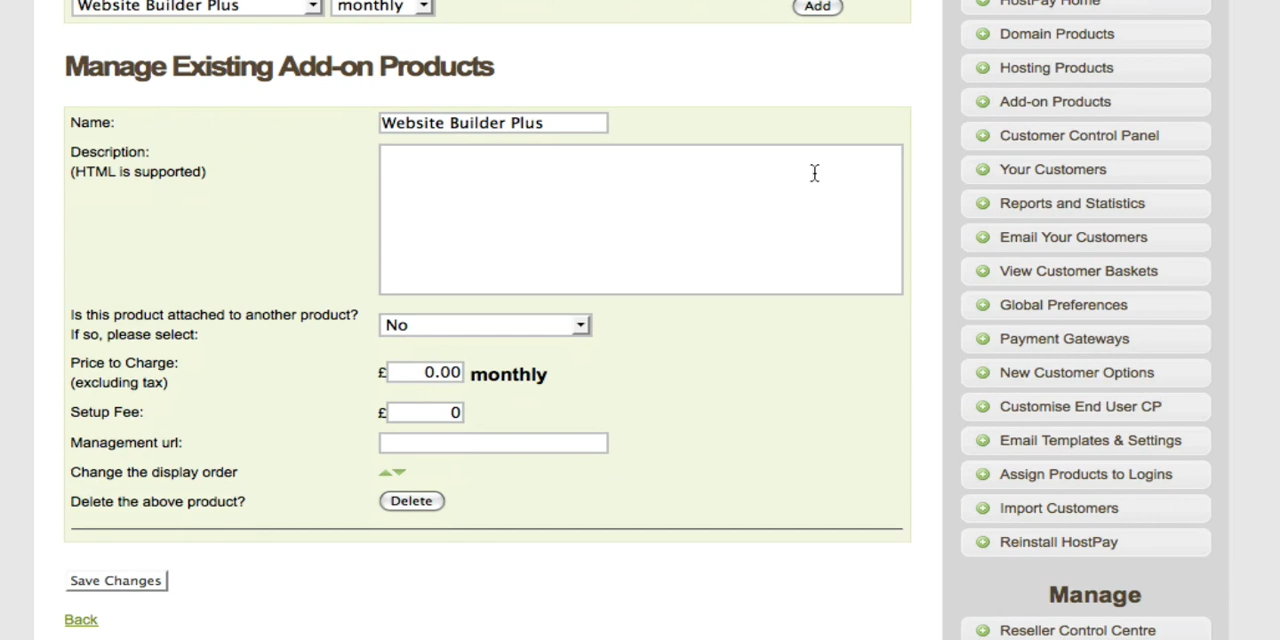 Website Builder Plus monthly Add
Manage Existing Add-on Products
Name: Website Builder Plus
Description:
(HTML is supported)
Is this product attached to another product?
If so, please select: No
Price to Charge:
(excluding tax) £ 0.00 monthly
Setup Fee: £ 0
Management url:
Change the display order
Delete the above product? Delete
Save Changes
Back
HostPay Home
Domain Products
Hosting Products
Add-on Products
Customer Control Panel
Your Customers
Reports and Statistics
Email Your Customers
View Customer Baskets
Global Preferences
Payment Gateways
New Customer Options
Customise End User CP
Email Templates & Settings
Assign Products to Logins
Import Customers
Reinstall HostPay
Manage
Reseller Control Centre